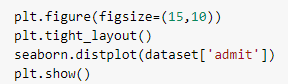 plt.figure(figsize=(15,10))
plt.tight_layout()
seaborn.distplot(dataset['admit'])
plt.show()